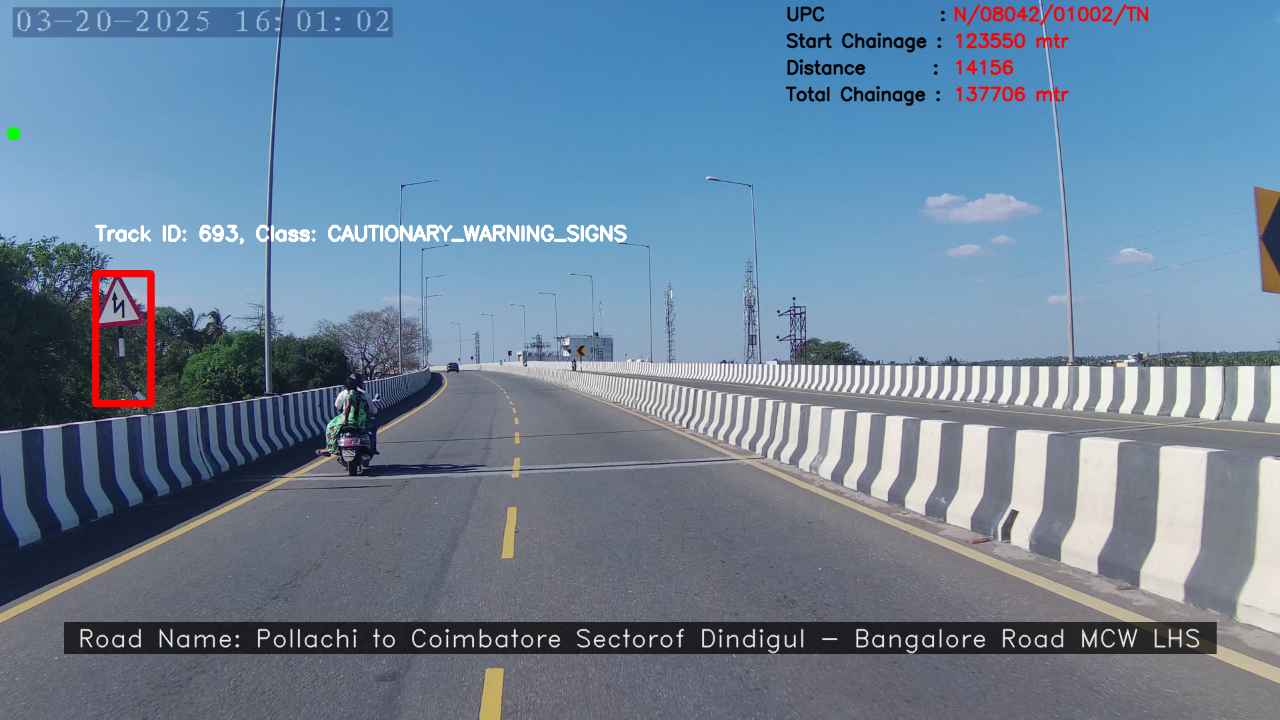 03-20-2025 16:01:02
UPC : N/08042/01002/TN
Start Chainage : 123550 mtr
Distance : 14156
Total Chainage : 137706 mtr
Track ID: 693, Class: CAUTIONARY_WARNING_SIGNS
Road Name: Pollachi to Coimbatore Sectorof Dindigul - Bangalore Road MCW LHS